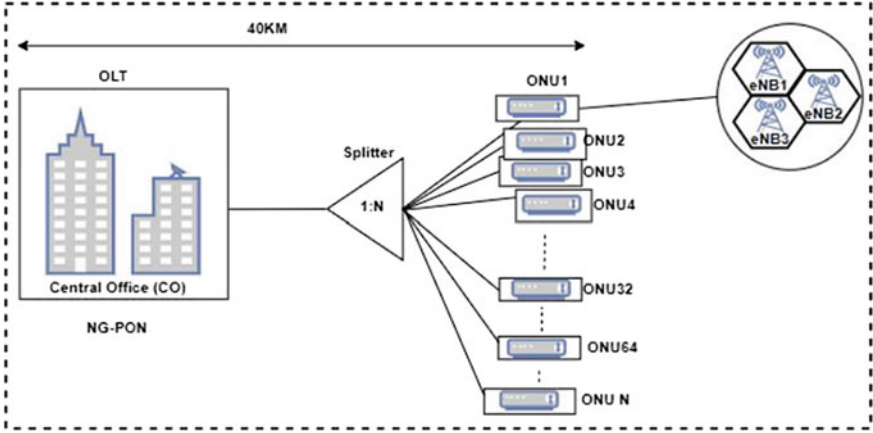 40KM
OLT
Central Office (CO)
NG-PON
Splitter
1:N
ONU1
ONU2
ONU3
ONU4
ONU32
ONU64
ONU N
eNB1
eNB2
eNB3